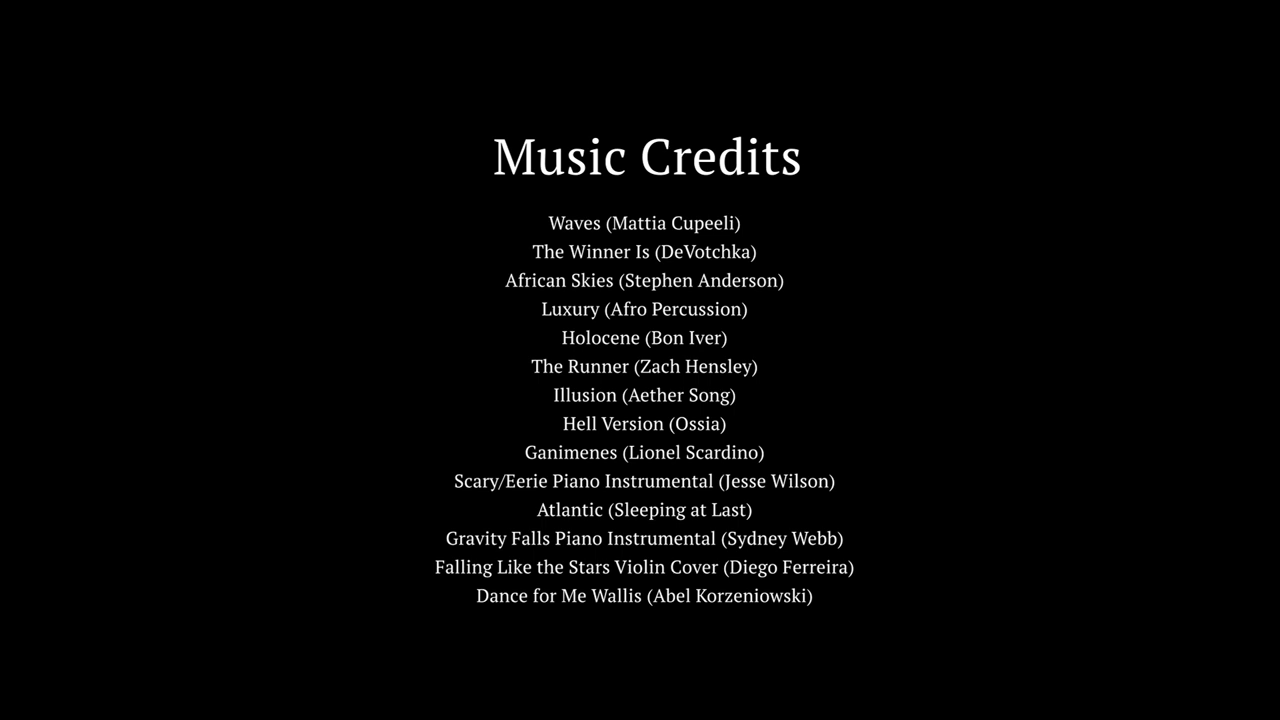 Music Credits
Waves (Mattia Cupeeli)
The Winner Is (DeVotchka)
African Skies (Stephen Anderson)
Luxury (Afro Percussion)
Holocene (Bon Iver)
The Runner (Zach Hensley)
Illusion (Aether Song)
Hell Version (Ossia)
Ganimenes (Lionel Scardino)
Scary/Eerie Piano Instrumental (Jesse Wilson)
Atlantic (Sleeping at Last)
Gravity Falls Piano Instrumental (Sydney Webb)
Falling Like the Stars Violin Cover (Diego Ferreira)
Dance for Me Wallis (Abel Korzeniowski)